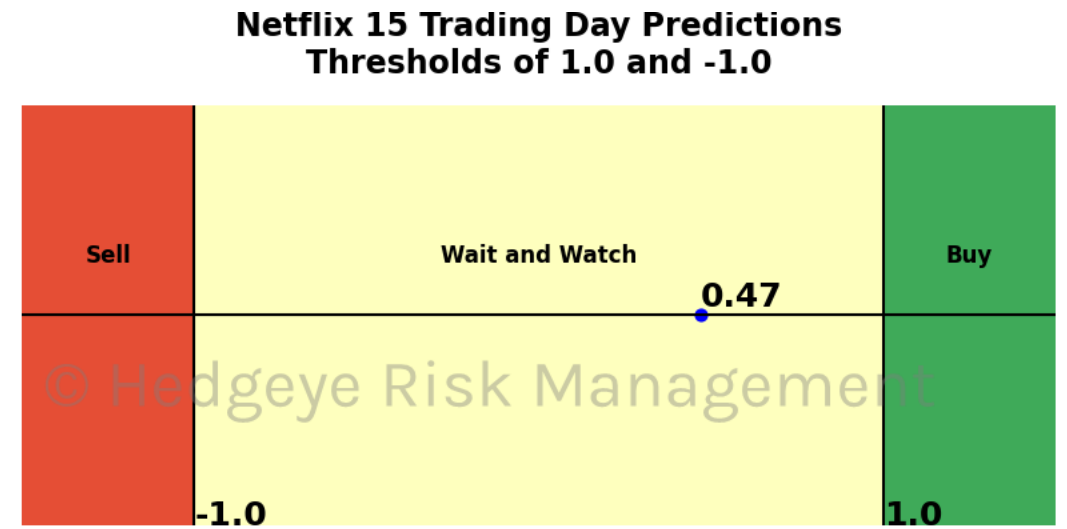 Netflix 15 Trading Day Predictions
Thresholds of 1.0 and -1.0
Sell
Wait and Watch
Buy
0.47
© Hedgeye Risk Management
-1.0
1.0